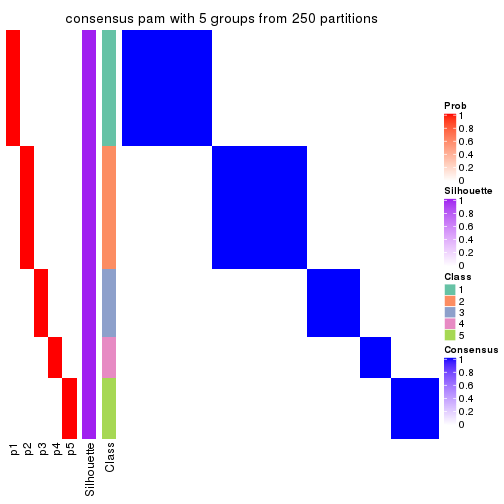 consensus pam with 5 groups from 250 partitions
Prob
1
0.8
0.6
0.4
0.2
0
Silhouette
1
0.8
0.6
0.4
0.2
0
Class
1
2
3
4
5
Consensus
1
0.8
0.6
0.4
0.2
0
p1
p2
p3
p4
p5
Silhouette
Class